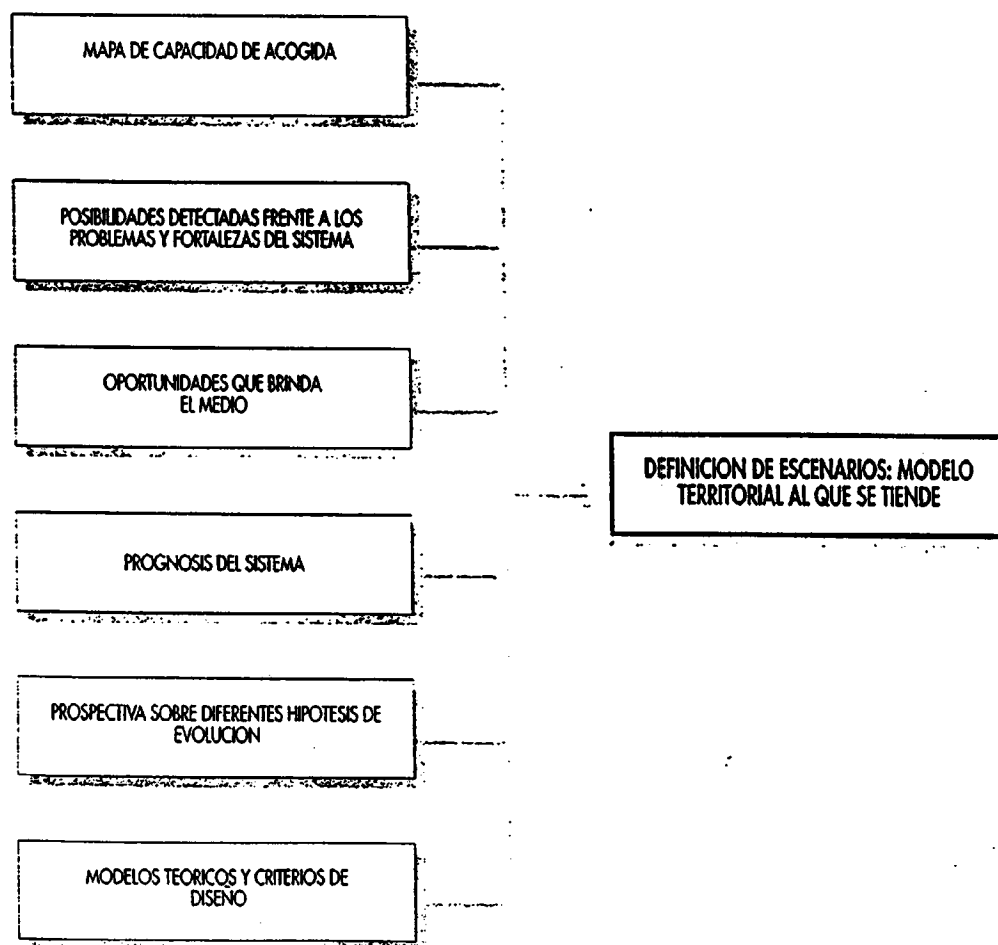 MAPA DE CAPACIDAD DE ACOGIDA
POSIBILIDADES DETECTADAS FRENTE A LOS
PROBLEMAS Y FORTALEZAS DEL SISTEMA
OPORTUNIDADES QUE BRINDA
EL MEDIO
PROGNOSIS DEL SISTEMA
PROSPECTIVA SOBRE DIFERENTES HIPOTESIS DE
EVOLUCION
MODELOS TEORICOS Y CRITERIOS DE
DISEÑO
DEFINICION DE ESCENARIOS: MODELO
TERRITORIAL AL QUE SE TIENDE